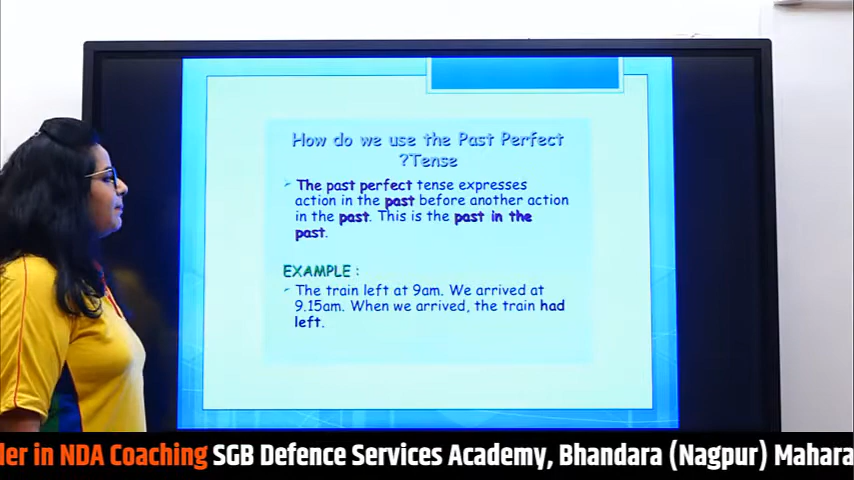 How do we use the Past Perfect
?Tense
The past perfect tense expresses
action in the past before another action
in the past. This is the past in the
past.
EXAMPLE :
The train left at 9am. We arrived at
9.15am. When we arrived, the train had
left.
der in NDA Coaching SGB Defence Services Academy, Bhandara (Nagpur) Mahara